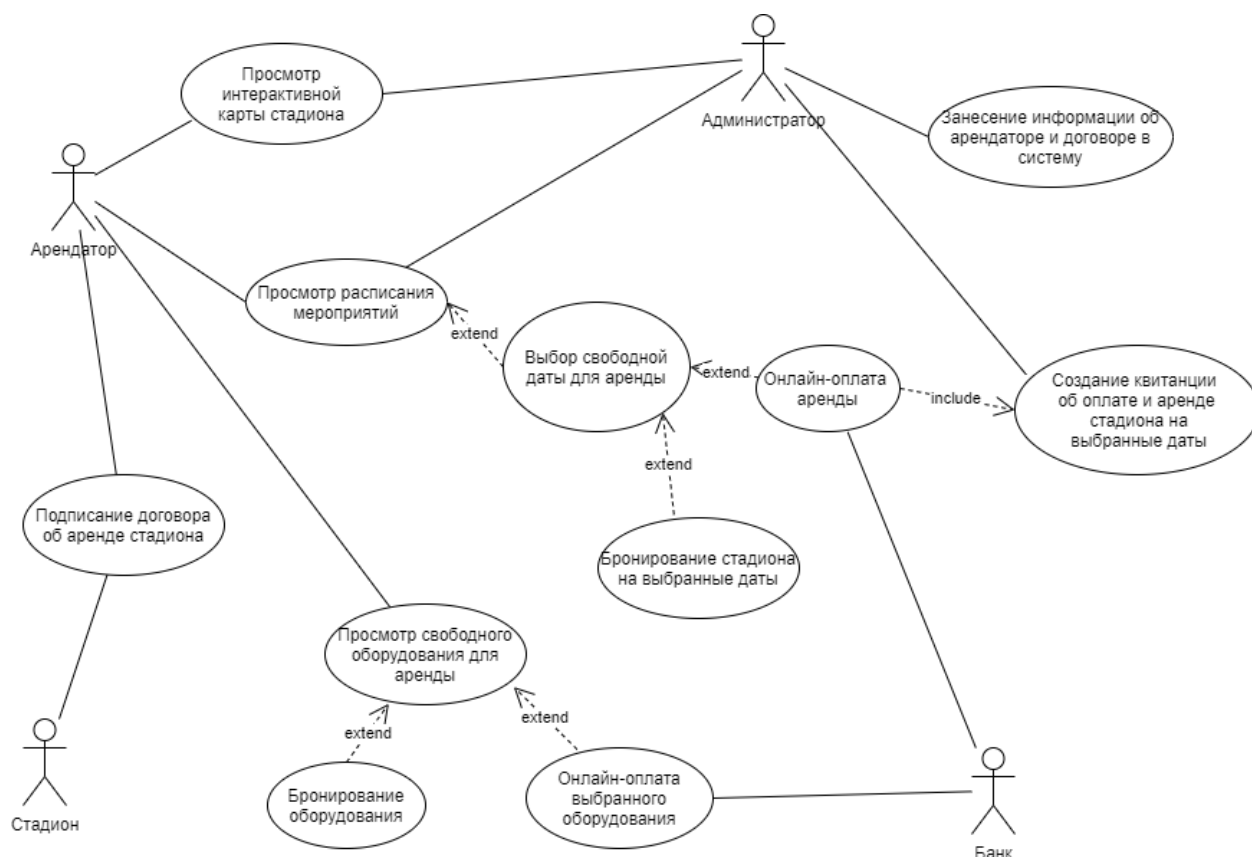 Просмотр
интерактивной
карты стадиона
Администратор
Занесение информации об
арендаторе и договоре в
систему
Арендатор
Просмотр расписания
мероприятий
extend
Выбор свободной
даты для аренды
extend
Онлайн-оплата
аренды
include
Создание квитанции
об оплате и аренде
стадиона на
выбранные даты
extend
Подписание договора
об аренде стадиона
Бронирование стадиона
на выбранные даты
Просмотр свободного
оборудования для
аренды
extend
extend
Бронирование
оборудования
Онлайн-оплата
выбранного
оборудования
Стадион
Банк